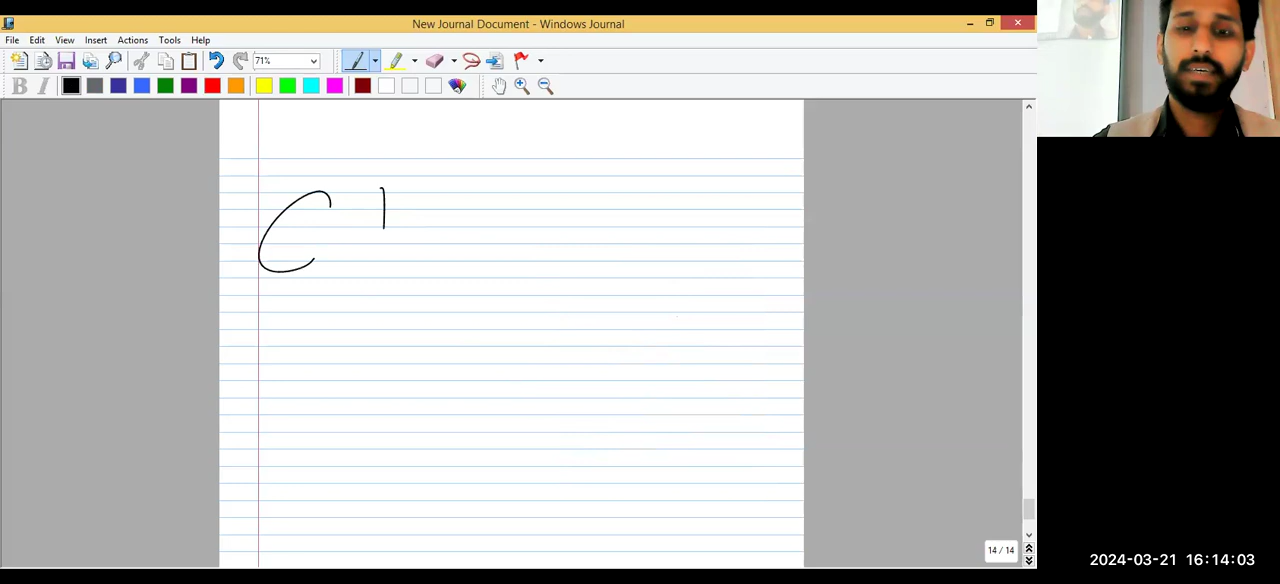 New Journal Document - Windows Journal
File Edit View Insert Actions Tools Help
71%
B I
C I
14 / 14
2024-03-21 16:14:03